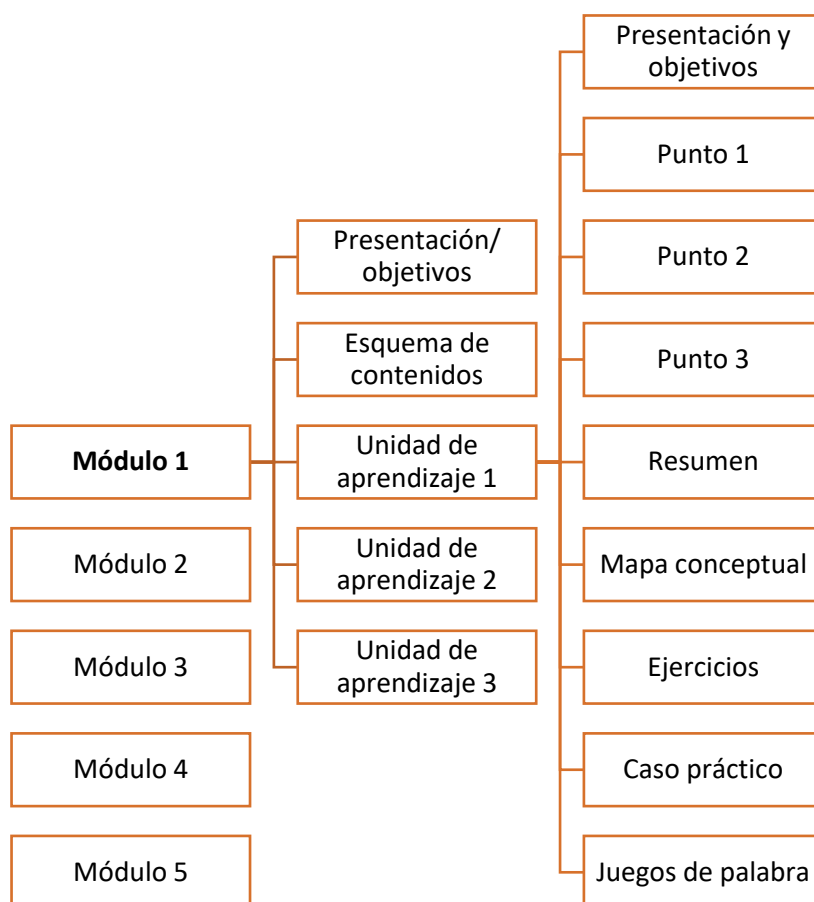 Módulo 1
Módulo 2
Módulo 3
Módulo 4
Módulo 5
Presentación/
objetivos
Esquema de
contenidos
Unidad de
aprendizaje 1
Unidad de
aprendizaje 2
Unidad de
aprendizaje 3
Presentación y
objetivos
Punto 1
Punto 2
Punto 3
Resumen
Mapa conceptual
Ejercicios
Caso práctico
Juegos de palabra